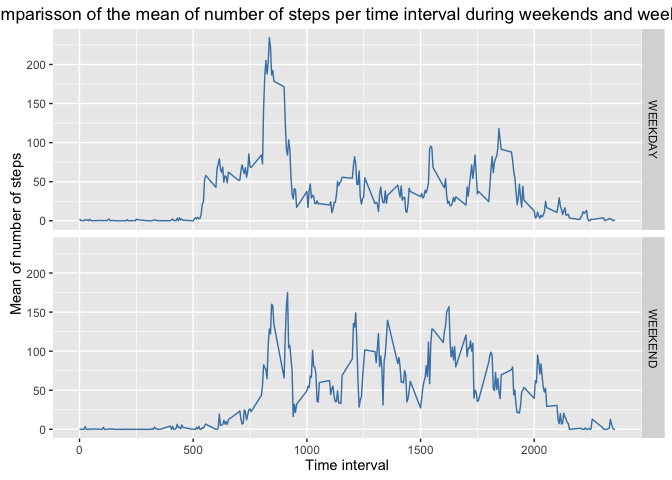 mparisson of the mean of number of steps per time interval during weekends and week
Mean of number of steps
200
150
100
50
0
WEEKDAY
200
150
100
50
0
WEEKEND
0 500 1000 1500 2000
Time interval